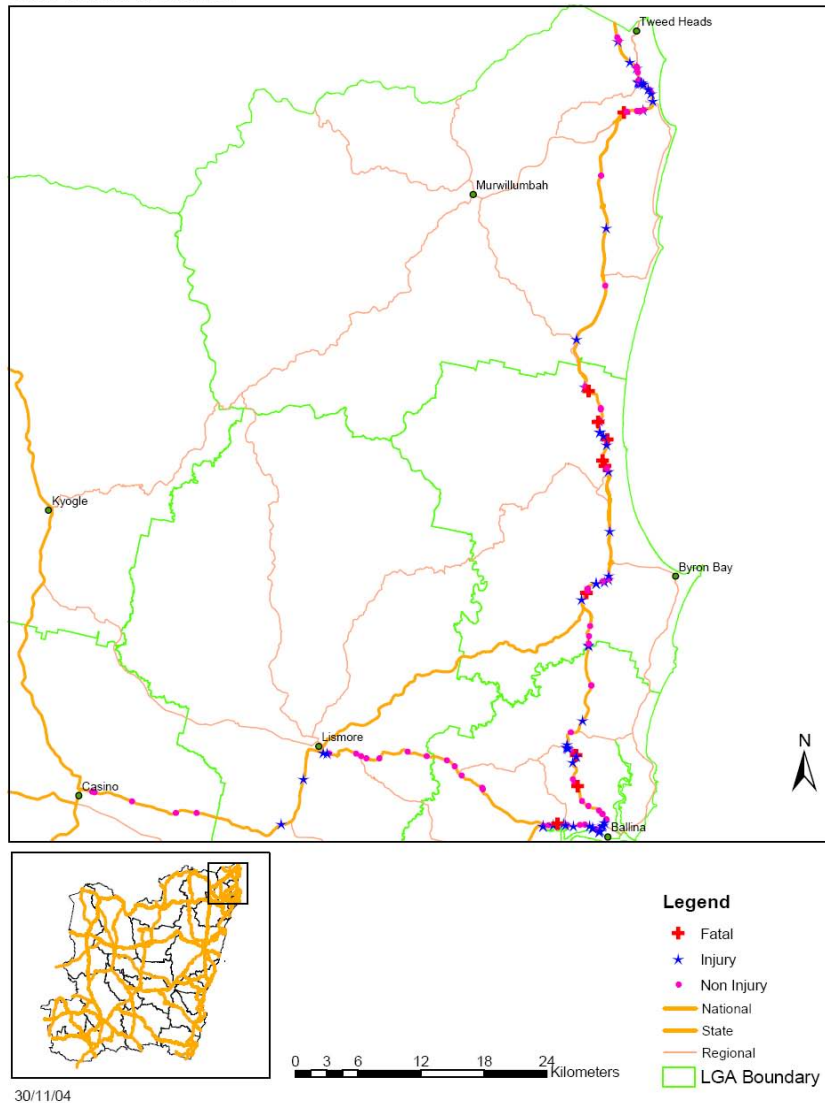 Tweed Heads
Murwillumbah
Kyogle
Byron Bay
Lismore
N
Casino
Ballina
Legend
Fatal
Injury
Non Injury
National
State
Regional
LGA Boundary
0 3 6 12 18 24
Kilometers
30/11/04